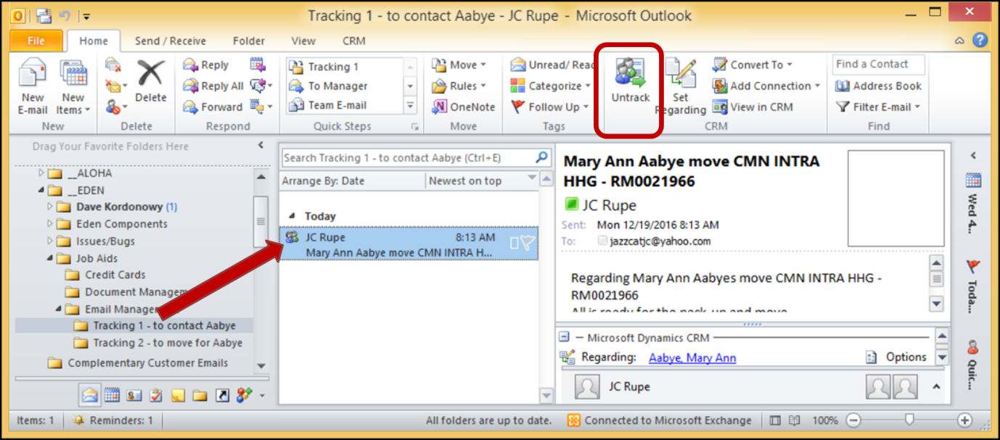 Tracking 1 - to contact Aabye - JC Rupe - Microsoft Outlook
File Home Send / Receive Folder View CRM
New E-mail
New Items
New
Delete
Delete
Reply
Reply All
Forward
Respond
Tracking 1
To Manager
Team E-mail
Quick Steps
Move
Rules
OneNote
Move
Unread/ Read
Categorize
Follow Up
Tags
Untrack
Set
Regarding
Convert To
Add Connection
View in CRM
CRM
Find a Contact
Address Book
Filter E-mail
Find
Drag Your Favorite Folders Here
__ALOHA
__EDEN
Dave Kordonowy (1)
Eden Components
Issues/Bugs
Job Aids
Credit Cards
Document Managem
Email Manage
Tracking 1 - to contact Aabye
Tracking 2 - to move for Aabye
Complementary Customer Emails
Search Tracking 1 - to contact Aabye (Ctrl+E)
Arrange By: Date Newest on top
Today
JC Rupe 8:13 AM
Mary Ann Aabye move CMN INTRA H...
Mary Ann Aabye move CMN INTRA
HHG - RM0021966
JC Rupe
Sent: Mon 12/19/2016 8:13 AM
To: jazzcatjc@yahoo.com
Regarding Mary Ann Aabyes move CMN INTRA HHG -
RM0021966
All is ready for the pack-up and move
Microsoft Dynamics CRM
Regarding: Aabye, Mary Ann Options
JC Rupe
Wed 4...
Toda...
Quic...
Items: 1 Reminders: 1 All folders are up to date. Connected to Microsoft Exchange 100%